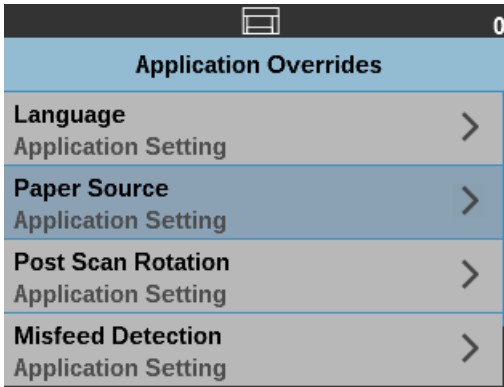 0
Application Overrides
Language
Application Setting
Paper Source
Application Setting
Post Scan Rotation
Application Setting
Misfeed Detection
Application Setting